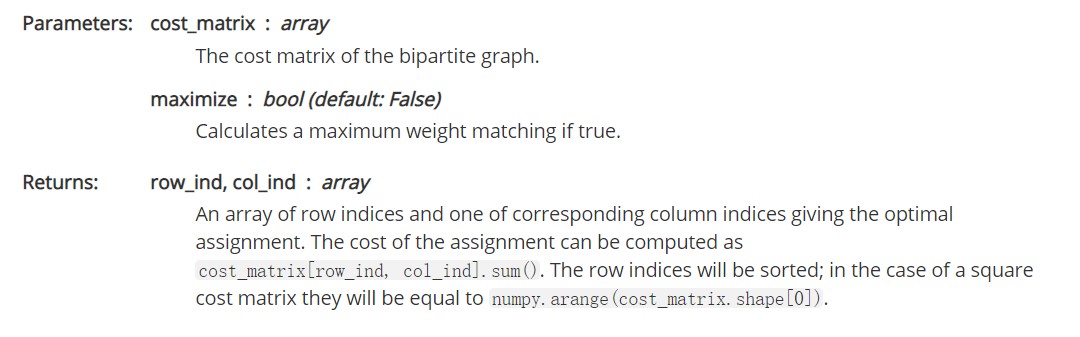 Parameters: cost_matrix : array
The cost matrix of the bipartite graph.
maximize : bool (default: False)
Calculates a maximum weight matching if true.
Returns: row_ind, col_ind : array
An array of row indices and one of corresponding column indices giving the optimal
assignment. The cost of the assignment can be computed as
cost_matrix[row_ind, col_ind].sum(). The row indices will be sorted; in the case of a square
cost matrix they will be equal to numpy.arange(cost_matrix.shape[0]).